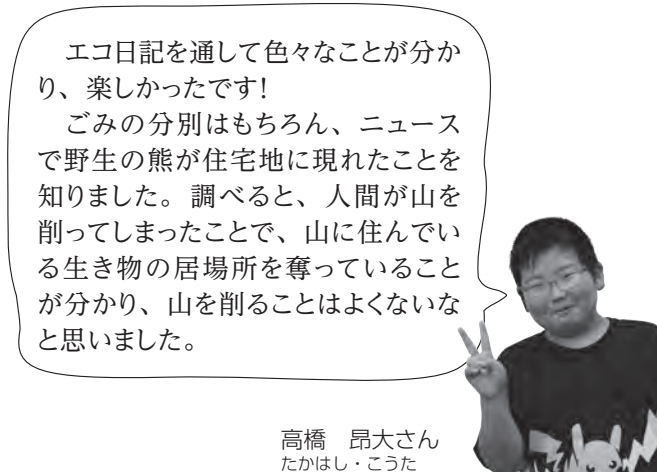 エコ日記を通して色々なことが分か
り、楽しかったです!
　ごみの分別はもちろん、ニュース
で野生の熊が住宅地に現れたことを
知りました。調べると、人間が山を
削ってしまったことで、山に住んでい
る生き物の居場所を奪っていること
が分かり、山を削ることはよくないな
と思いました。
高橋　昂大さん
たかはし・こうた